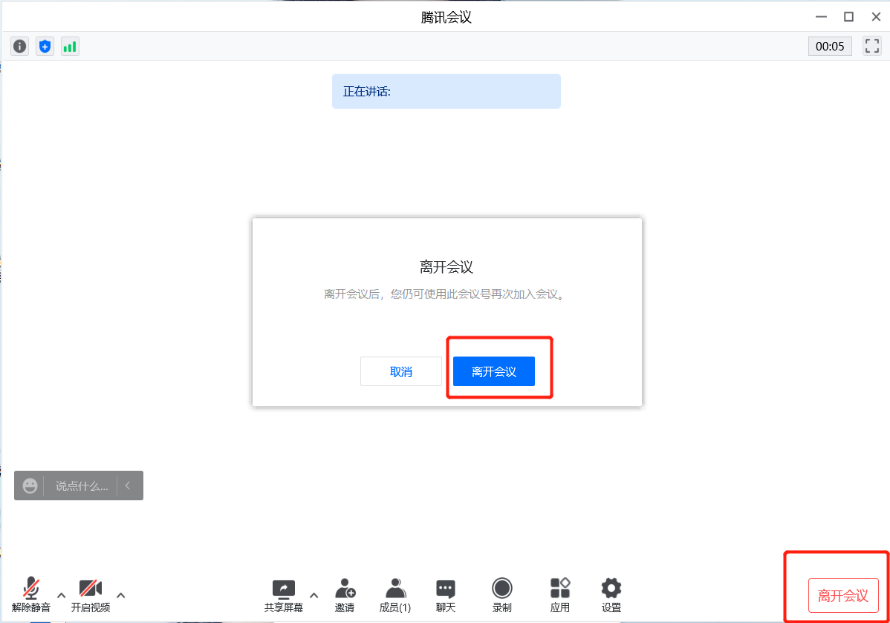 腾讯会议
00:05
正在讲话:
离开会议
离开会议后，您仍可使用此会议号再次加入会议。
取消
离开会议
说点什么...
解除静音
开启视频
共享屏幕
邀请
成员(1)
聊天
录制
应用
设置
离开会议